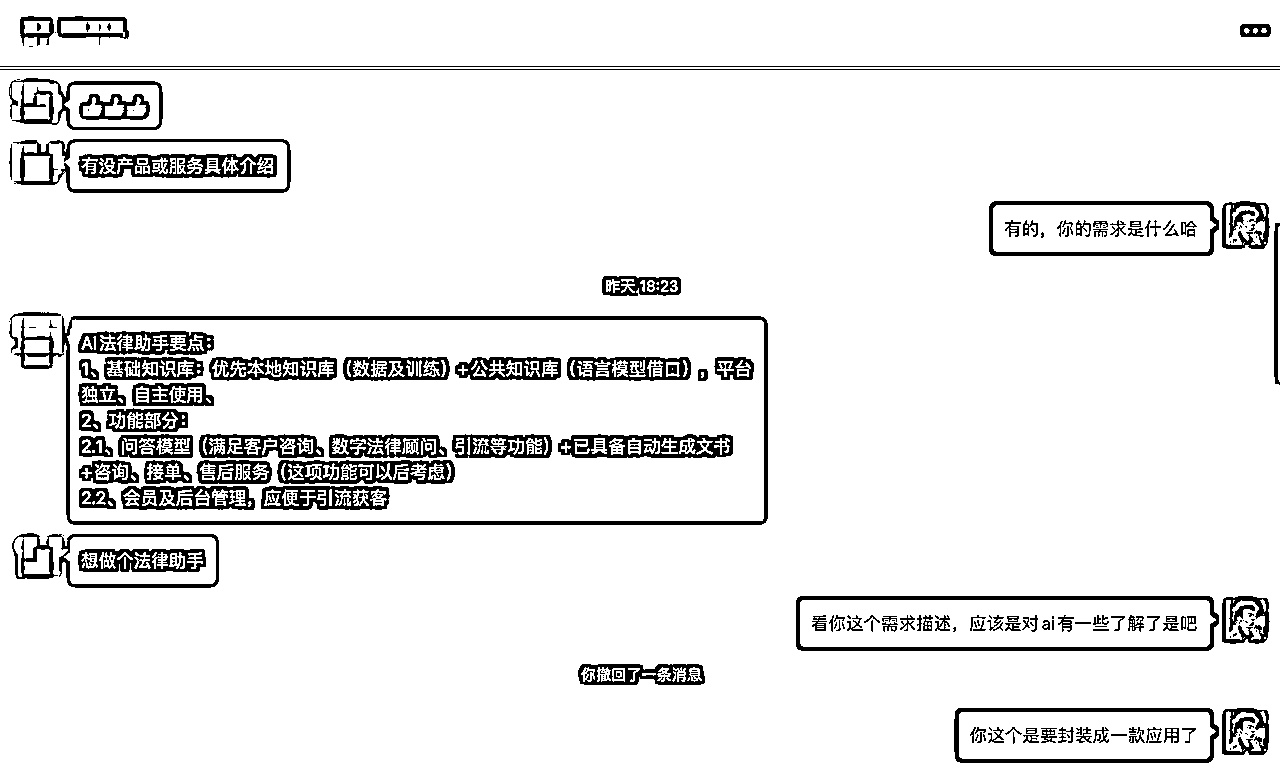 有没产品或服务具体介绍
有的，你的需求是什么哈
昨天 18:23
AI法律助手要点：
1、基础知识库：优先本地知识库（数据及训练）+公共知识库（语言模型借口），平台
独立、自主使用、
2、功能部分：
2.1、问答模型（满足客户咨询、数字法律顾问、引流等功能）+已具备自动生成文书
+咨询、接单、售后服务（这项功能可以后考虑）
2.2、会员及后台管理，应便于引流获客
想做个法律助手
看你这个需求描述，应该是对ai有一些了解了是吧
你撤回了一条消息
你这个是要封装成一款应用了